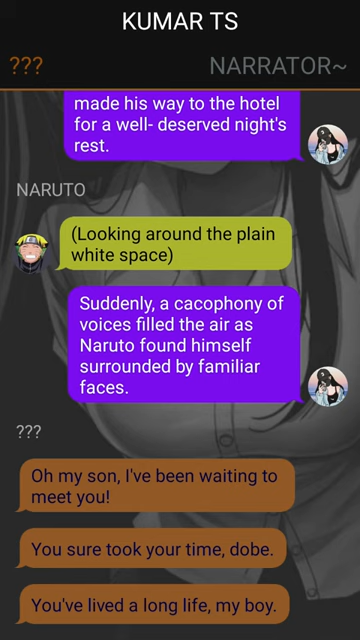 KUMAR TS
??? NARRATOR~
made his way to the hotel
for a well- deserved night's
rest.
NARUTO
(Looking around the plain
white space)
Suddenly, a cacophony of
voices filled the air as
Naruto found himself
surrounded by familiar
faces.
???
Oh my son, I've been waiting to
meet you!
You sure took your time, dobe.
You've lived a long life, my boy.